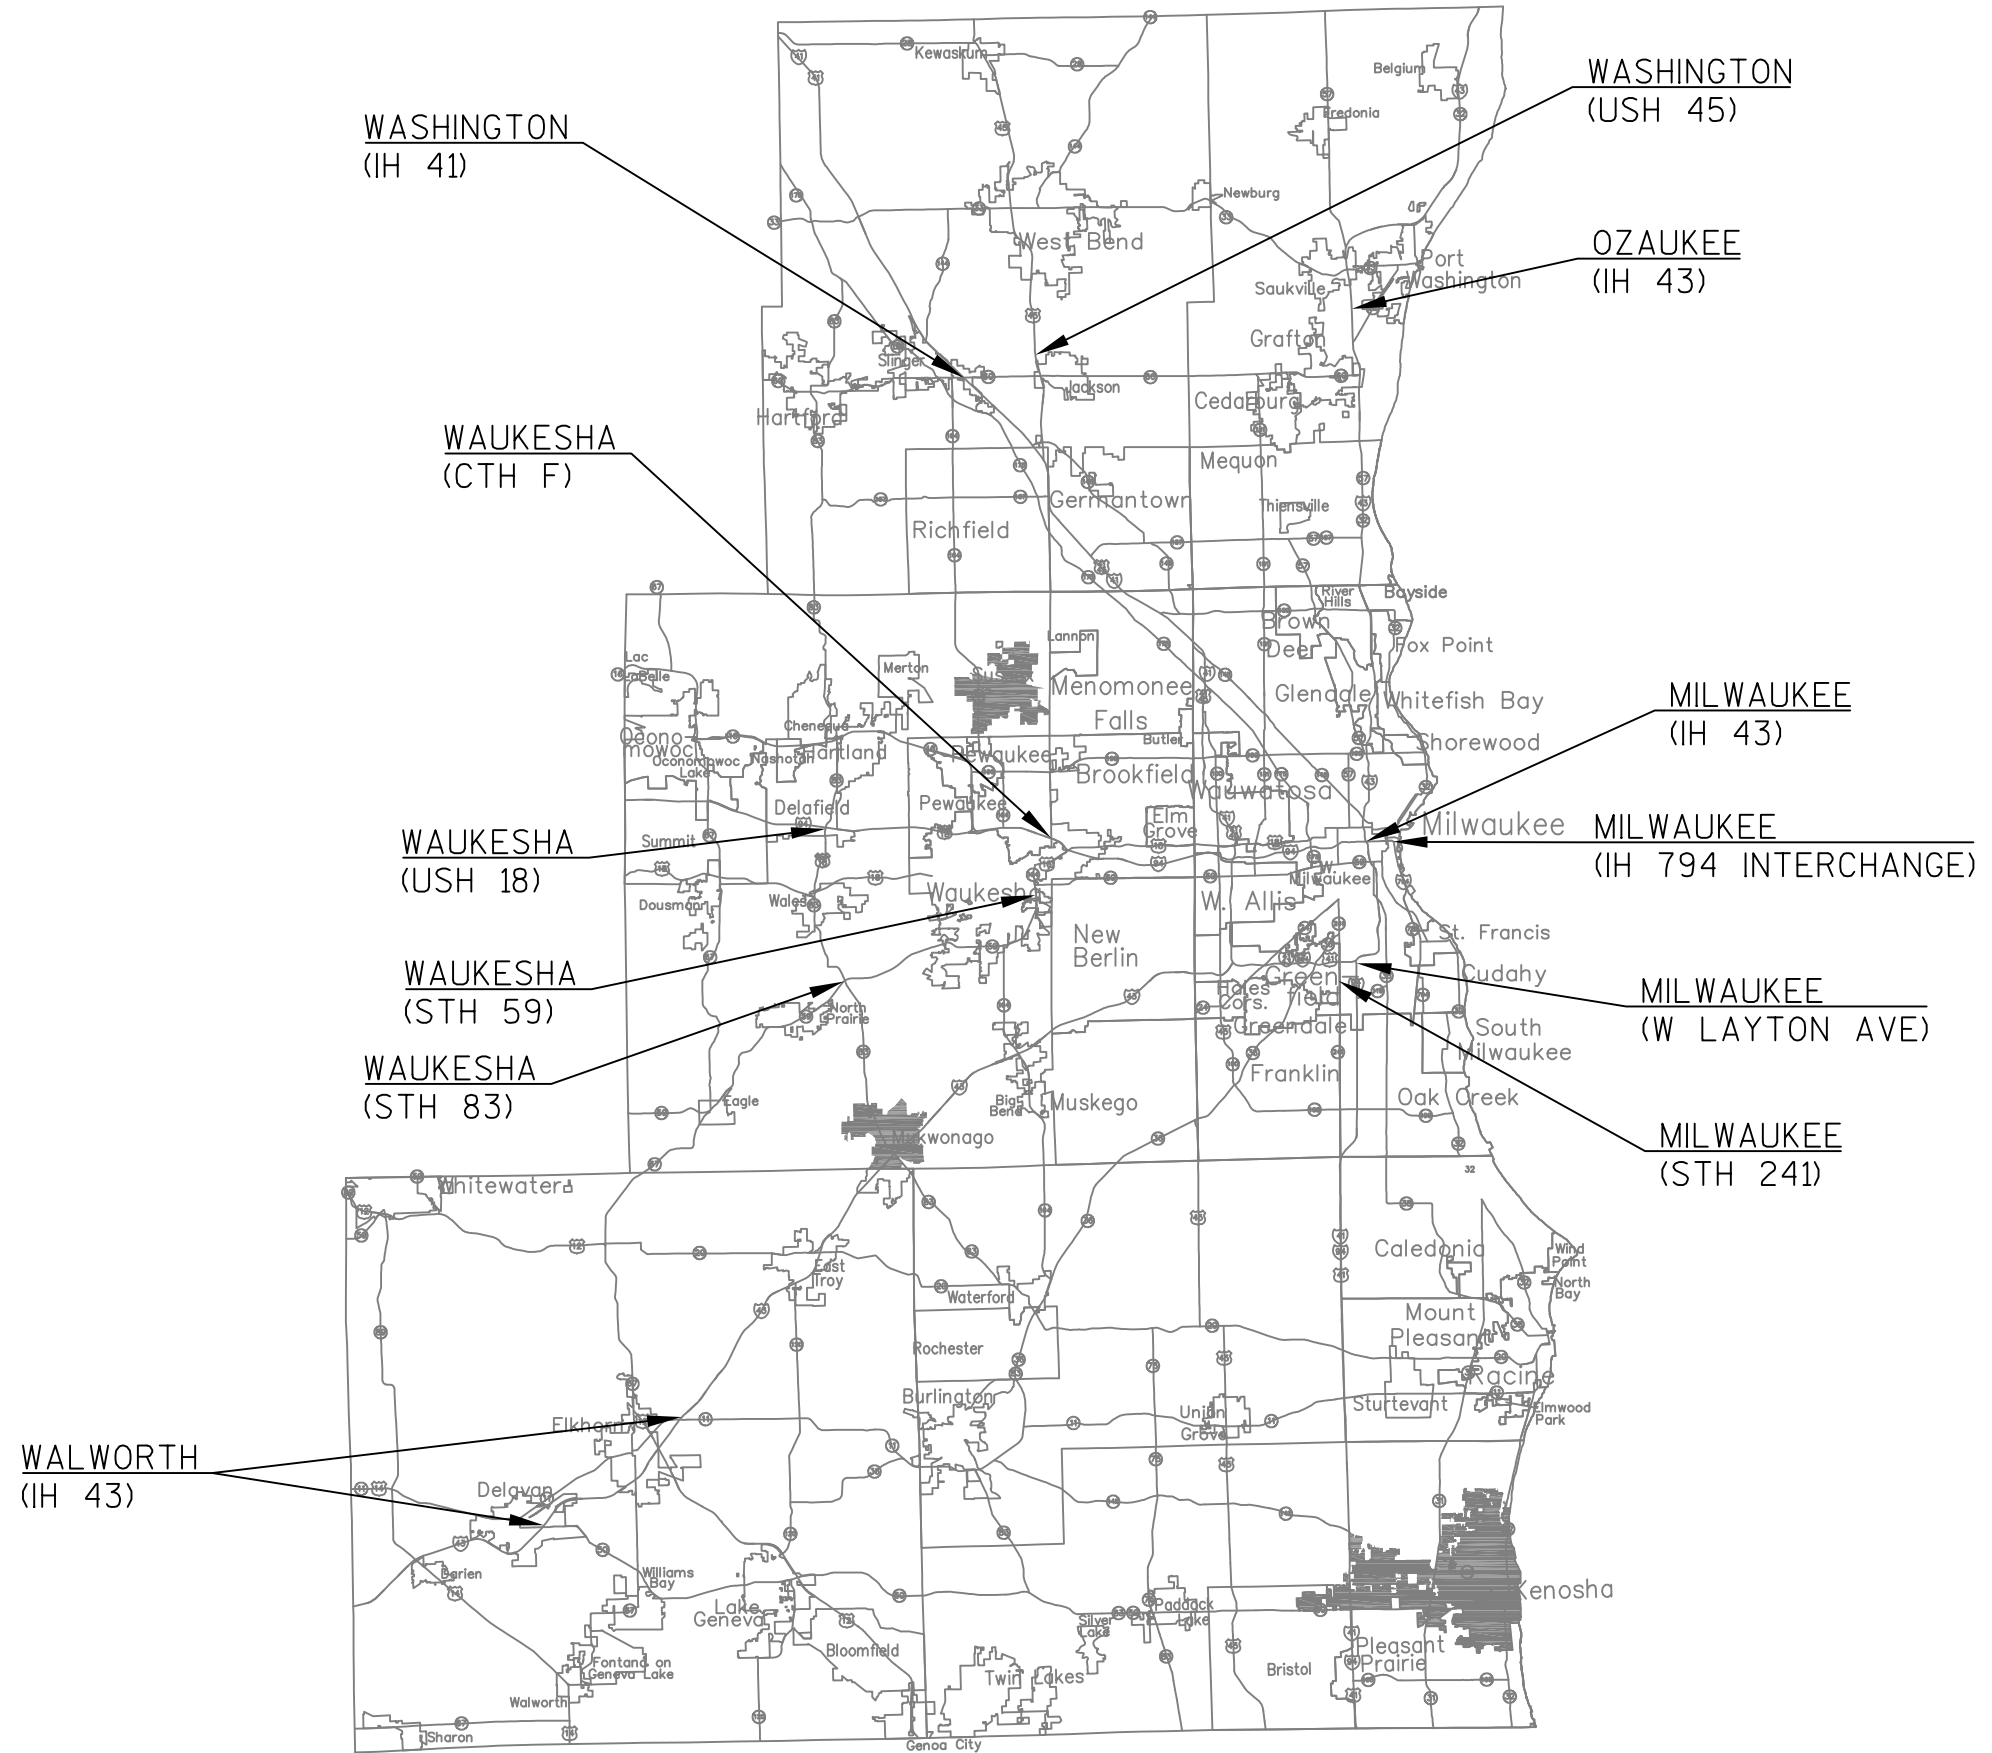 WASHINGTON
(USH 45)
WASHINGTON
(IH 41)
OZAUKEE
(IH 43)
WAUKESHA
(CTH F)
MILWAUKEE
(IH 43)
MILWAUKEE
(IH 794 INTERCHANGE)
WAUKESHA
(USH 18)
WAUKESHA
(STH 59)
MILWAUKEE
(W LAYTON AVE)
WAUKESHA
(STH 83)
MILWAUKEE
(STH 241)
WALWORTH
(IH 43)
Kewaskum
Belgium
Fredonia
Newburg
West Bend
Port
Washington
Saukville
Grafton
Slinger
Jackson
Hartford
Cedarburg
Mequon
Germantown
Thiensville
Richfield
River
Hills
Bayside
Brown
Deer
Fox Point
Lannon
Lac
LaBelle
Merton
Sussex
Menomonee
Falls
Glendale
Whitefish Bay
Chenequa
Butler
Shorewood
Ocono-
mowoc
Oconomowoc
Lake
Nashotah
Hartland
Pewaukee
Brookfield
Wauwatosa
Delafield
Pewaukee
Elm
Grove
Milwaukee
Summit
W.
Milwaukee
Dousman
Wales
Waukesha
W. Allis
New
Berlin
St. Francis
Cudahy
Green
field
Hales
Cors.
Greendale
North
Prairie
South
Milwaukee
Franklin
Eagle
Big
Bend
Muskego
Oak Creek
Mukwonago
32
Whitewater
East
Troy
Waterford
Caledonia
Wind
Point
North
Bay
Mount
Pleasant
Rochester
Racine
Burlington
Union
Grove
Sturtevant
Elmwood
Park
Elkhorn
Delavan
Darien
Williams
Bay
Lake
Geneva
Kenosha
Paddock
Lake
Silver
Lake
Bloomfield
Pleasant
Prairie
Fontana on
Geneva Lake
Twin Lakes
Bristol
Walworth
Sharon
Genoa City